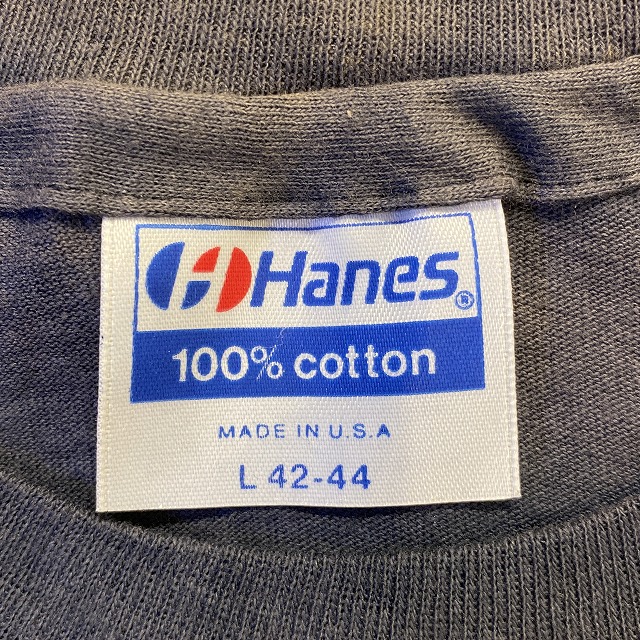 Hanes®
100% cotton
MADE IN U.S.A
L 42-44